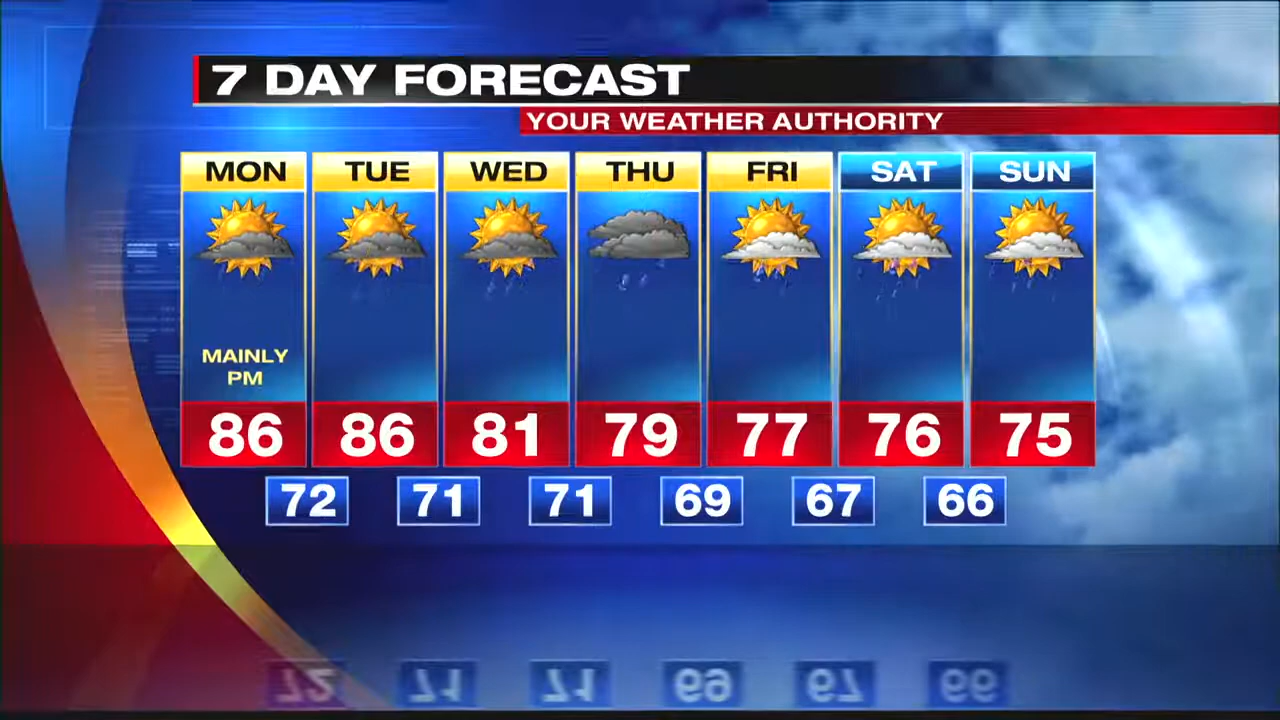 7 DAY FORECAST
YOUR WEATHER AUTHORITY
MON TUE WED THU FRI SAT SUN
MAINLY
PM
86 86 81 79 77 76 75
72 71 71 69 67 66